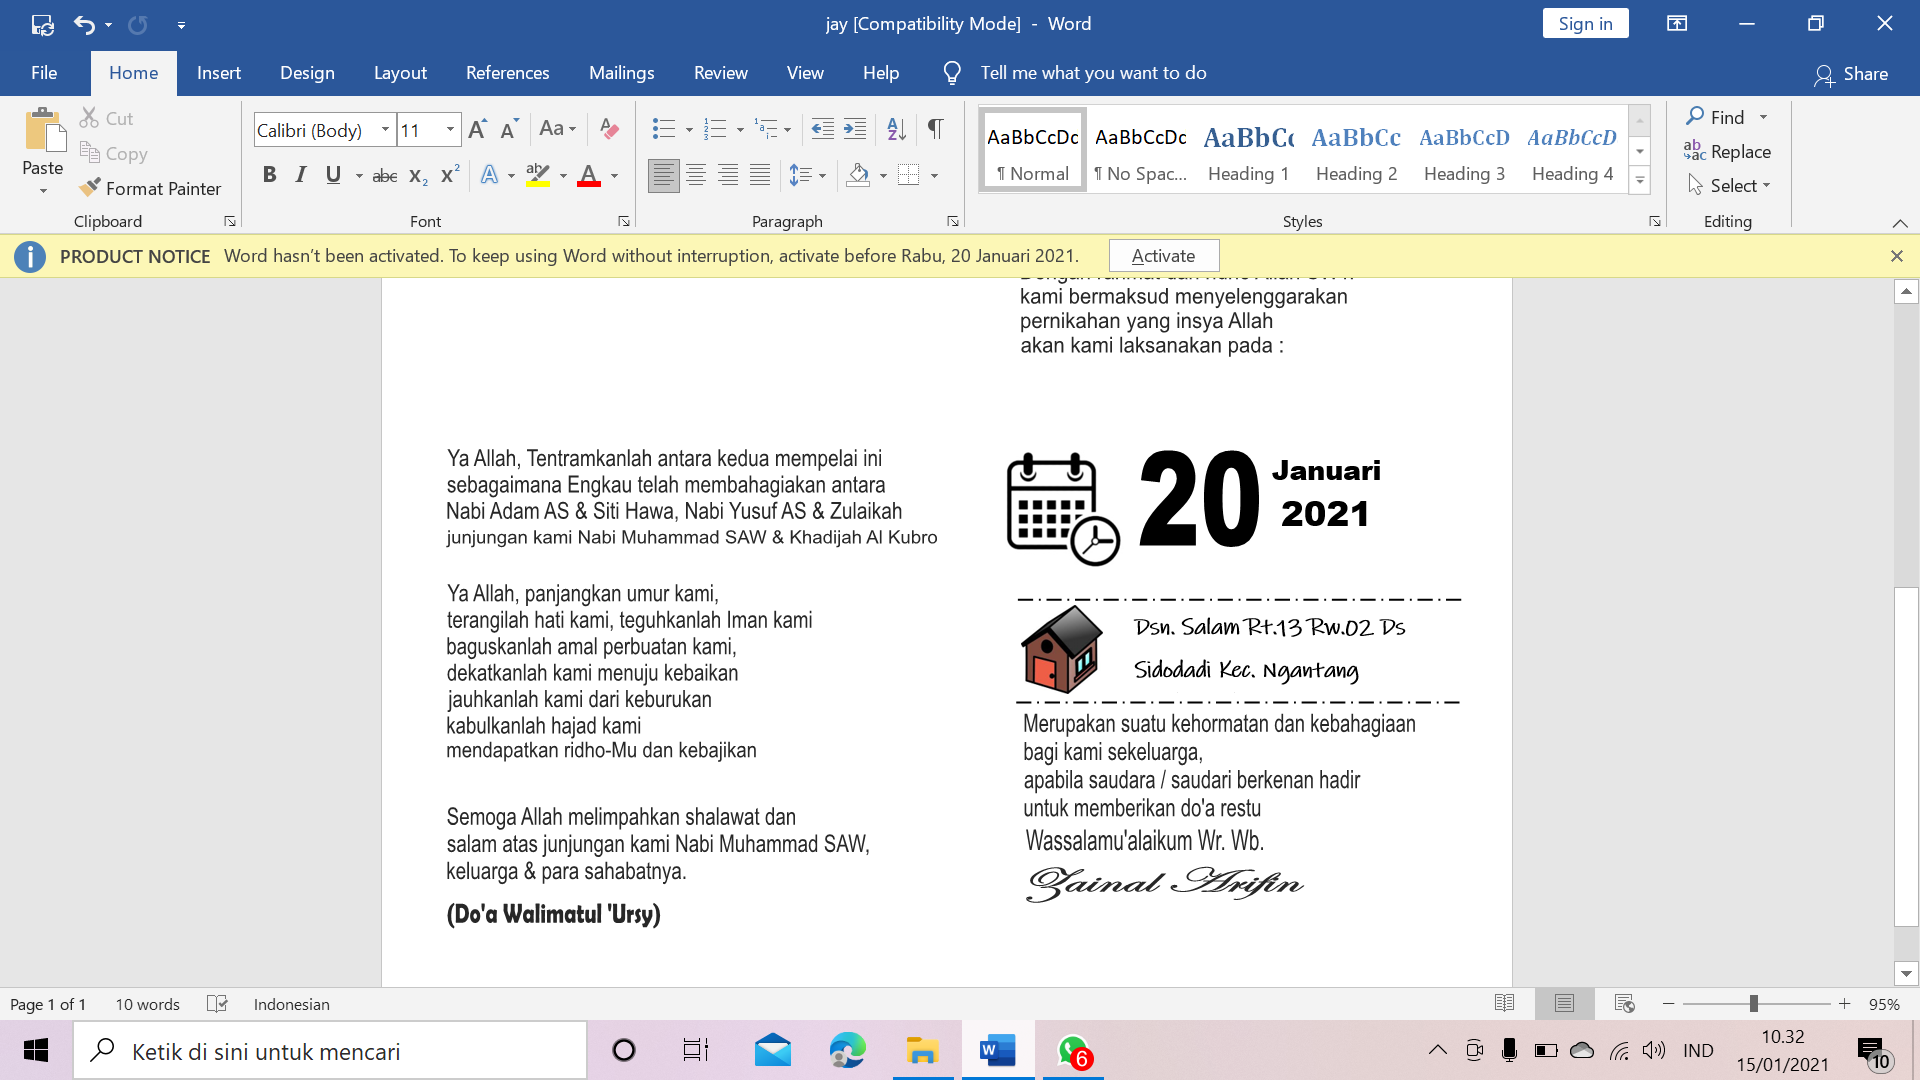 jay [Compatibility Mode] - Word
Sign in
File Home Insert Design Layout References Mailings Review View Help Tell me what you want to do
Share
Paste
Cut
Copy
Format Painter
Clipboard
Calibri (Body) 11
Font
Paragraph
AaBbCcDc AaBbCcDc AaBbCc AaBbCc AaBbCcD AaBbCcD
¶ Normal ¶ No Spac... Heading 1 Heading 2 Heading 3 Heading 4
Styles
Find
Replace
Select
Editing
PRODUCT NOTICE Word hasn't been activated. To keep using Word without interruption, activate before Rabu, 20 Januari 2021. Activate
Ya Allah, Tentramkanlah antara kedua mempelai ini
sebagaimana Engkau telah membahagiakan antara
Nabi Adam AS & Siti Hawa, Nabi Yusuf AS & Zulaikah
junjungan kami Nabi Muhammad SAW & Khadijah Al Kubro
Ya Allah, panjangkan umur kami,
terangilah hati kami, teguhkanlah Iman kami
baguskanlah amal perbuatan kami,
dekatkanlah kami menuju kebaikan
jauhkanlah kami dari keburukan
kabulkanlah hajad kami
mendapatkan ridho-Mu dan kebajikan
Semoga Allah melimpahkan shalawat dan
salam atas junjungan kami Nabi Muhammad SAW,
keluarga & para sahabatnya.
(Do'a Walimatul 'Ursy)
kami bermaksud menyelenggarakan
pernikahan yang insya Allah
akan kami laksanakan pada :
20 Januari
2021
Dsn. Salam Rt.13 Rw.02 Ds
Sidodadi Kec. Ngantang
Merupakan suatu kehormatan dan kebahagiaan
bagi kami sekeluarga,
apabila saudara / saudari berkenan hadir
untuk memberikan do'a restu
Wassalamu'alaikum Wr. Wb.
Zainal Arifin
Page 1 of 1 10 words Indonesian
95%
Ketik di sini untuk mencari
6
IND
10.32
15/01/2021
10